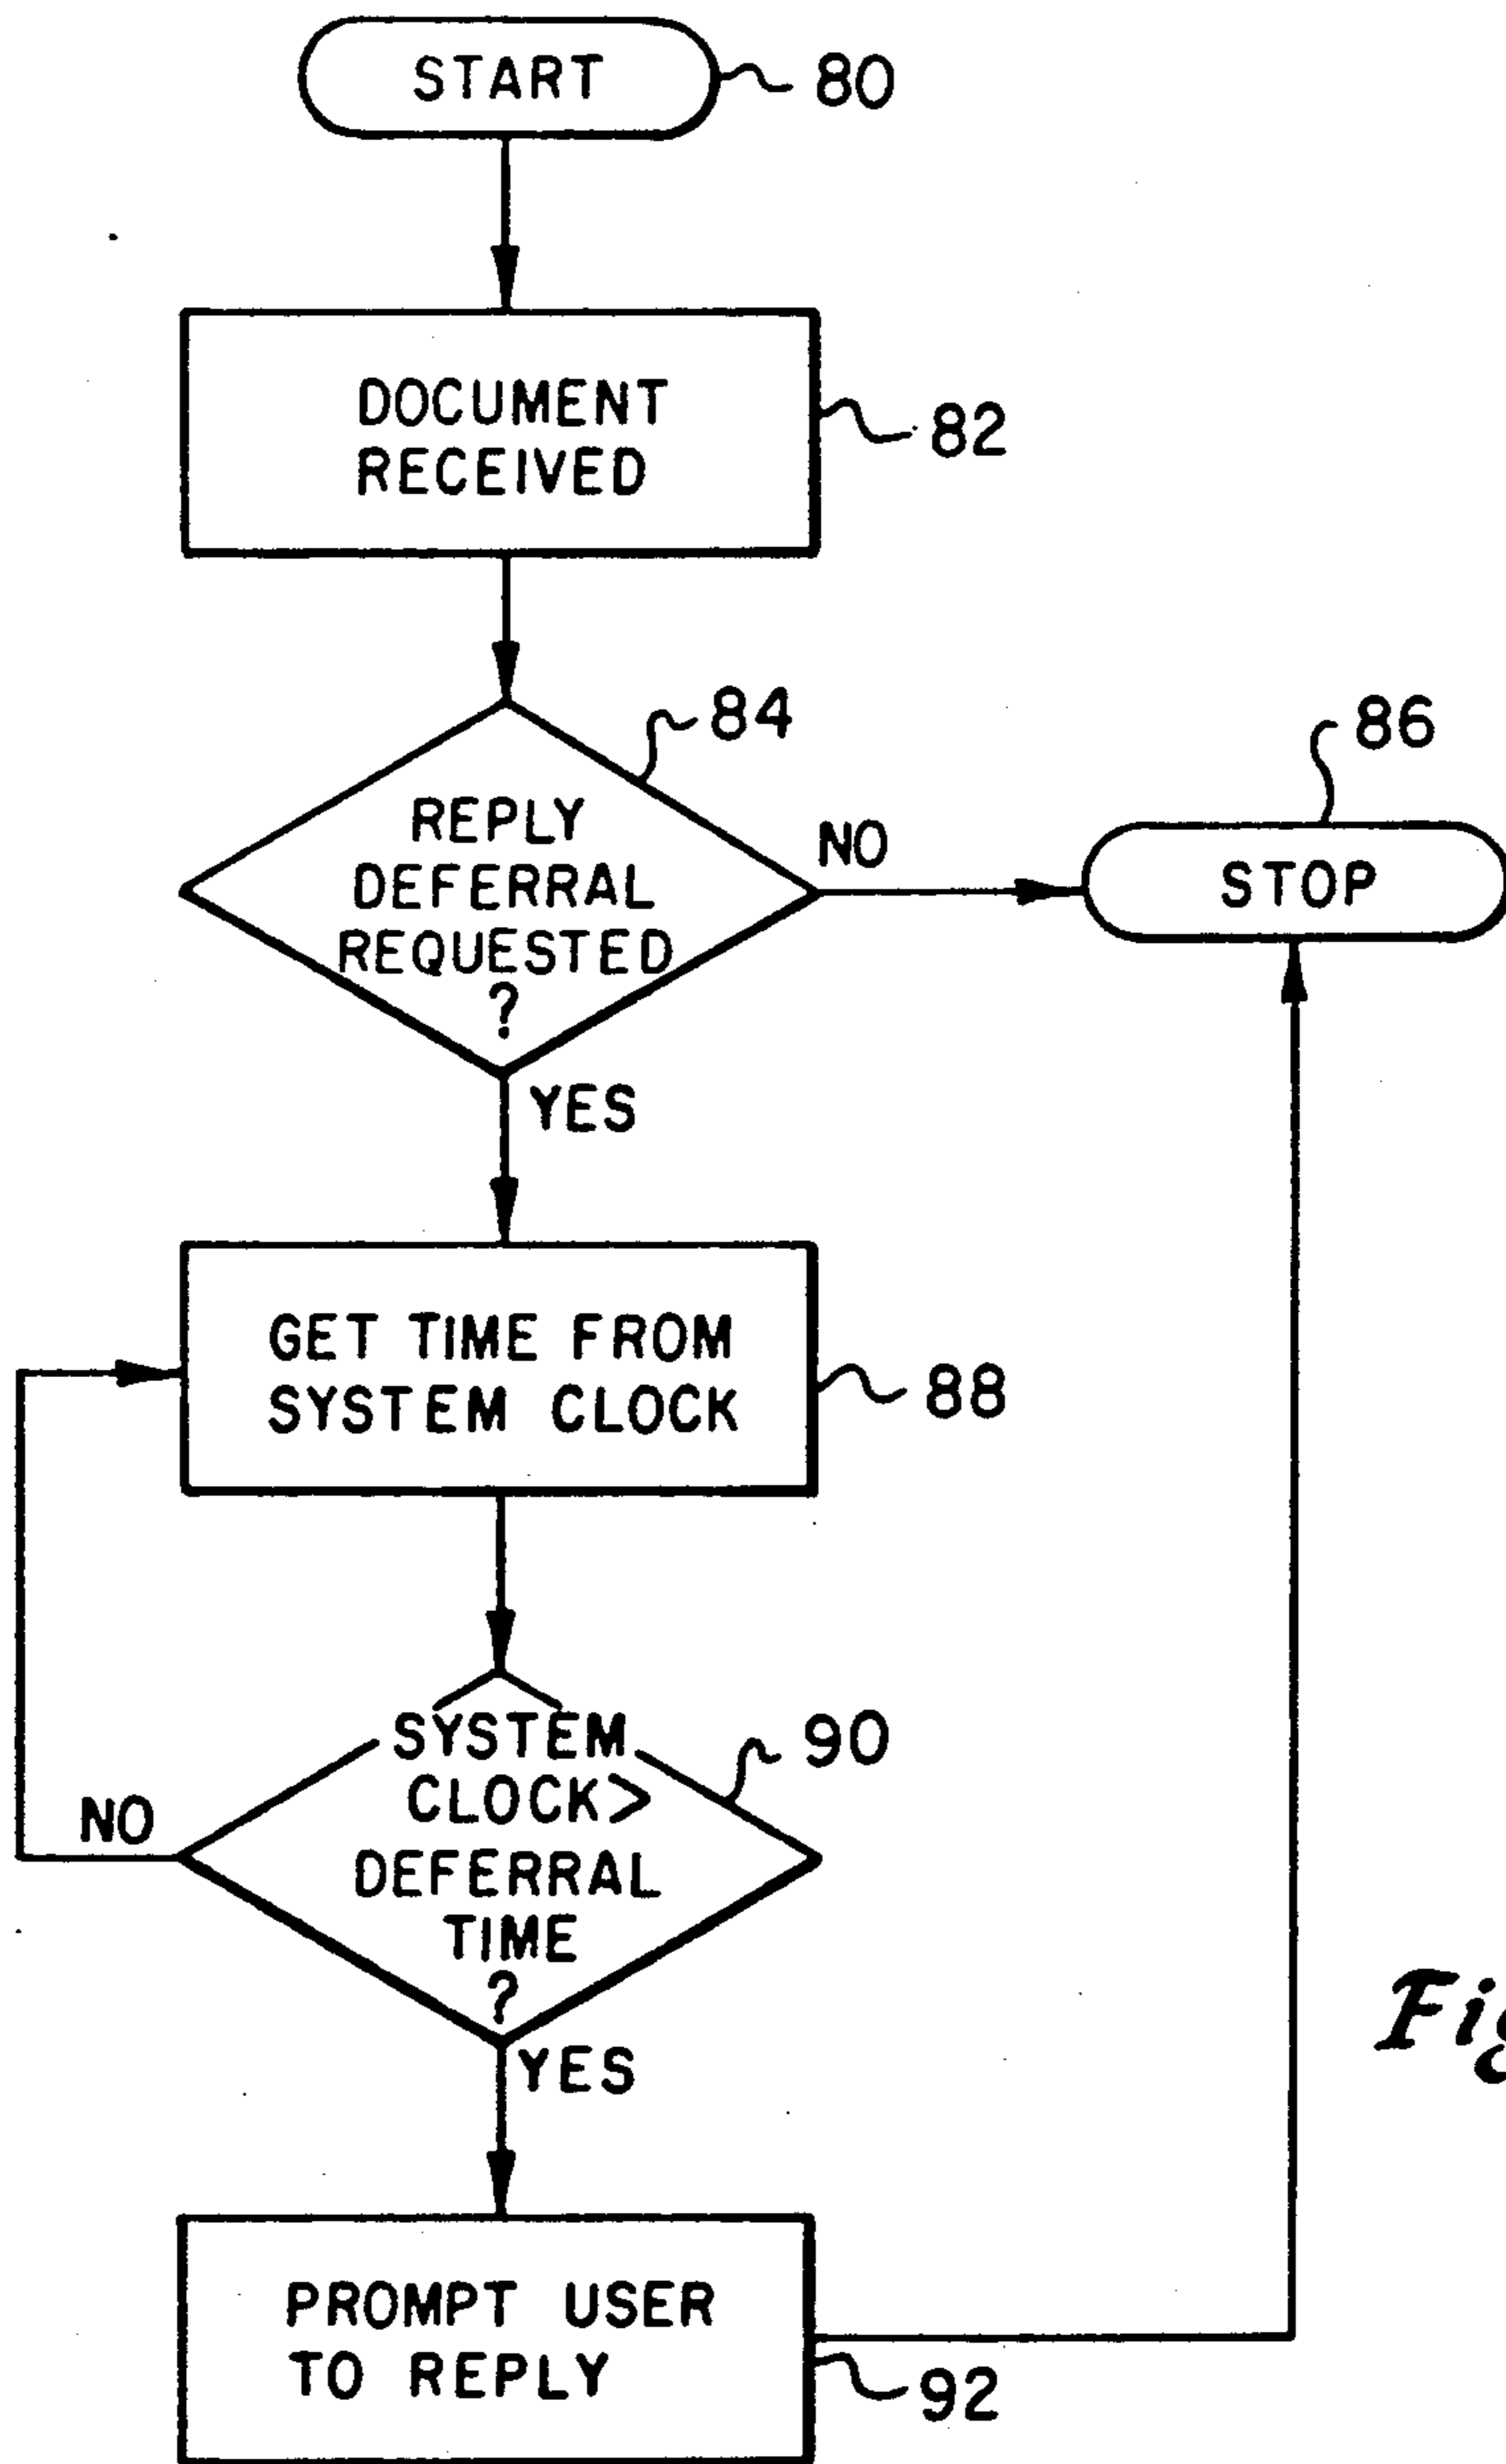 START
80
DOCUMENT
RECEIVED
82
84
REPLY
DEFERRAL
REQUESTED
?
NO
86
STOP
YES
GET TIME FROM
SYSTEM CLOCK
88
SYSTEM
CLOCK>
DEFERRAL
TIME
?
90
NO
YES
PROMPT USER
TO REPLY
92